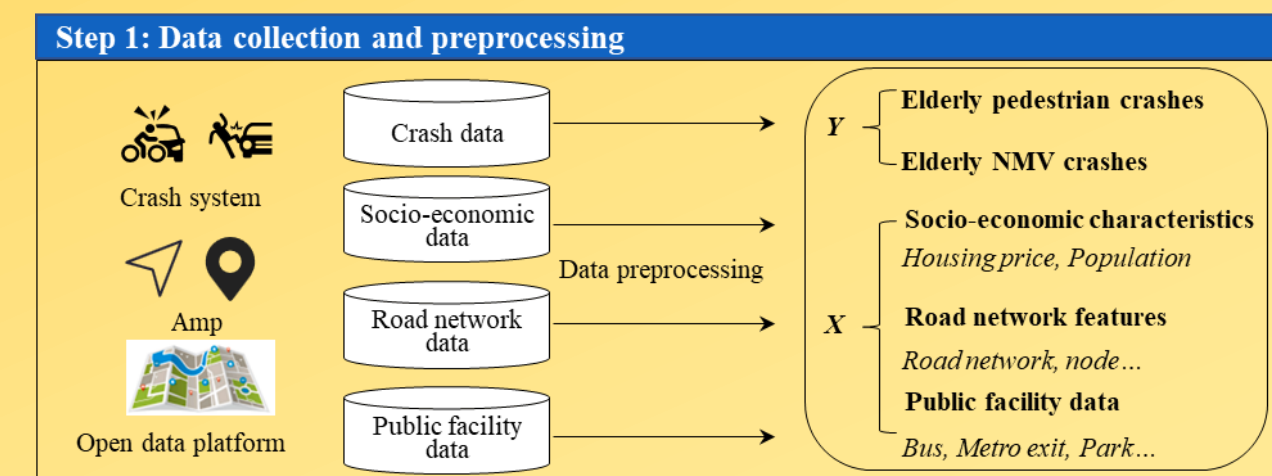 Step 1: Data collection and preprocessing
Crash system
Amp
Open data platform
Crash data
Socio-economic
data
Road network
data
Public facility
data
Data preprocessing
Y
Elderly pedestrian crashes
Elderly NMV crashes
X
Socio-economic characteristics
Housing price, Population
Road network features
Road network, node...
Public facility data
Bus, Metro exit, Park...